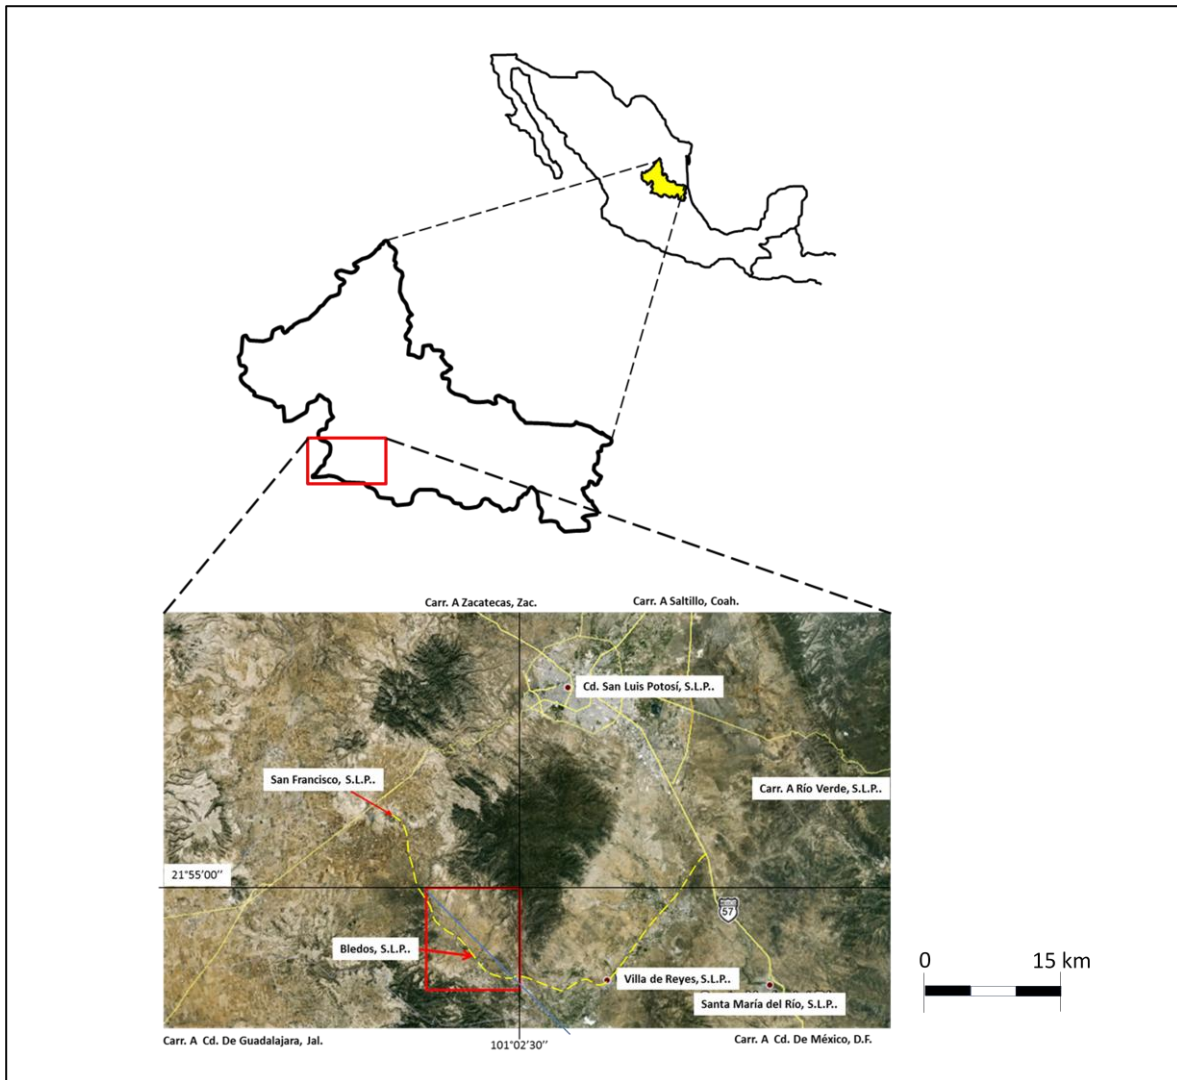 Carr. A Zacatecas, Zac.
Carr. A Saltillo, Coah.
Cd. San Luis Potosí, S.L.P..
San Francisco, S.L.P..
Carr. A Río Verde, S.L.P..
21°55'00''
57
Bledos, S.L.P..
Villa de Reyes, S.L.P..
Santa María del Río, S.L.P..
0
15 km
Carr. A Cd. De Guadalajara, Jal.
101°02'30''
Carr. A Cd. De México, D.F.